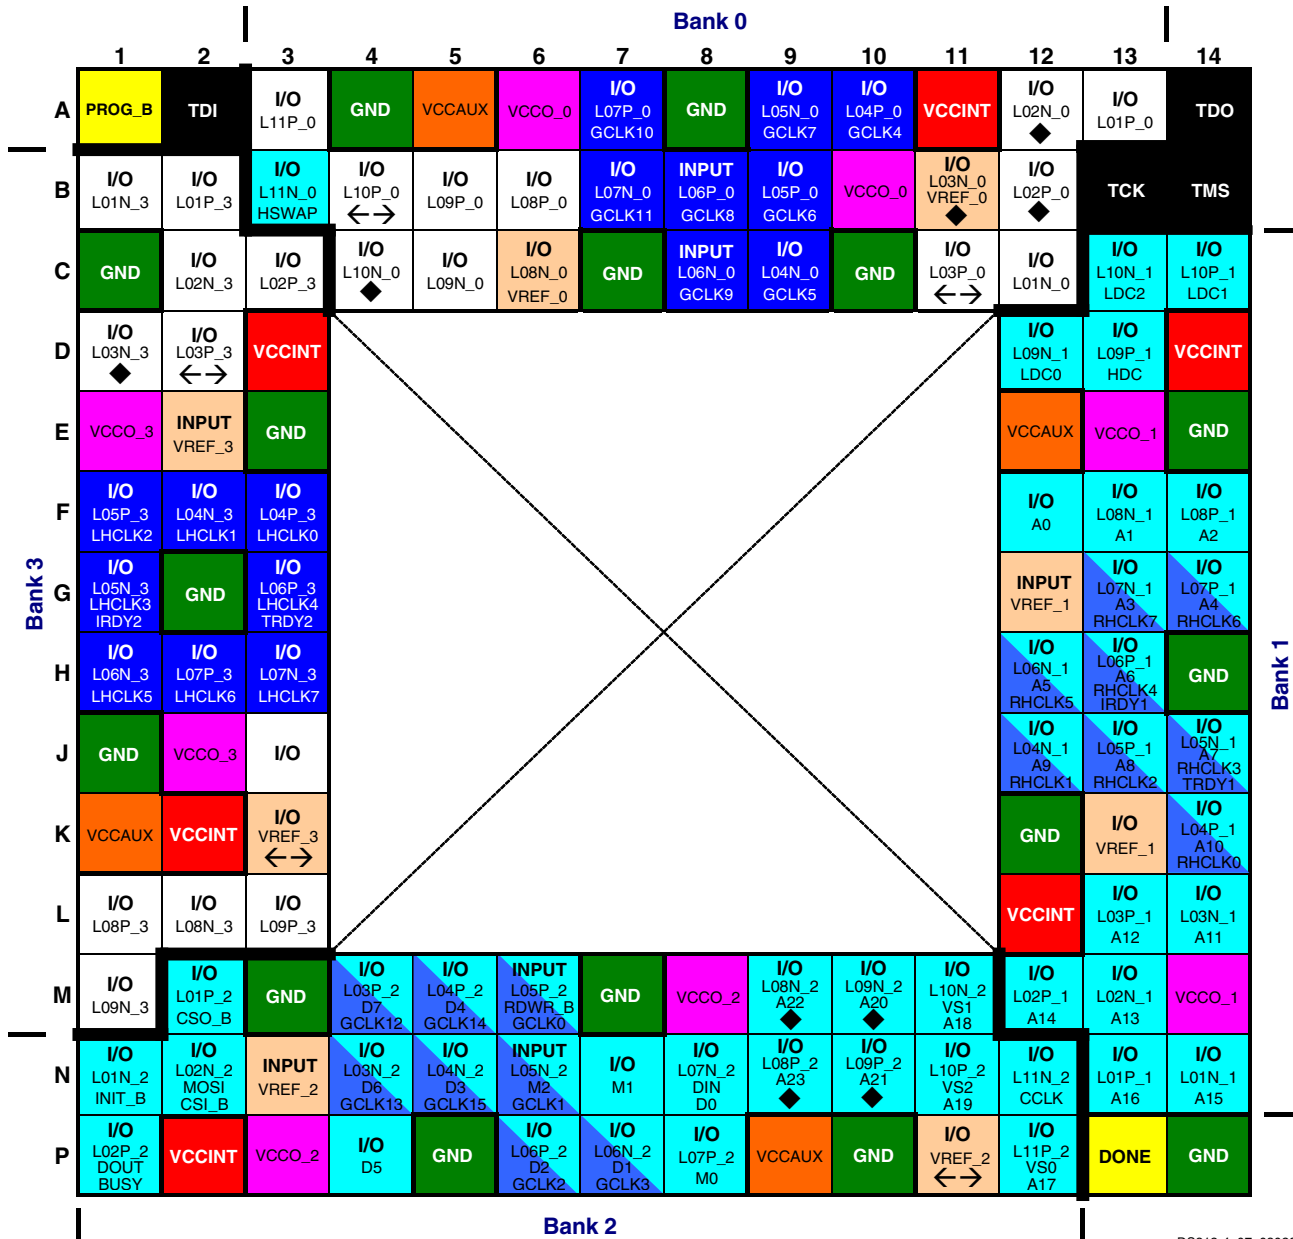 Bank 0
1 2 3 4 5 6 7 8 9 10 11 12 13 14
A
PROG_B
TDI
I/O
L11P_0
GND
VCCAUX
VCCO_0
I/O
L07P_0
GCLK10
GND
I/O
L05N_0
GCLK7
I/O
L04P_0
GCLK4
VCCINT
I/O
L02N_0
◆
I/O
L01P_0
TDO
B
I/O
L01N_3
I/O
L01P_3
I/O
L11N_0
HSWAP
I/O
L10P_0
←→
I/O
L09P_0
I/O
L08P_0
I/O
L07N_0
GCLK11
INPUT
L06P_0
GCLK8
I/O
L05P_0
GCLK6
VCCO_0
I/O
L03N_0
VREF_0
◆
I/O
L02P_0
◆
TCK
TMS
C
GND
I/O
L02N_3
I/O
L02P_3
I/O
L10N_0
◆
I/O
L09N_0
I/O
L08N_0
VREF_0
GND
INPUT
L06N_0
GCLK9
I/O
L04N_0
GCLK5
GND
I/O
L03P_0
←→
I/O
L01N_0
I/O
L10N_1
LDC2
I/O
L10P_1
LDC1
D
I/O
L03N_3
◆
I/O
L03P_3
←→
VCCINT
I/O
L09N_1
LDC0
I/O
L09P_1
HDC
VCCINT
E
VCCO_3
INPUT
VREF_3
GND
VCCAUX
VCCO_1
GND
F
I/O
L05P_3
LHCLK2
I/O
L04N_3
LHCLK1
I/O
L04P_3
LHCLK0
I/O
A0
I/O
L08N_1
A1
I/O
L08P_1
A2
Bank 3
G
I/O
L05N_3
LHCLK3
IRDY2
GND
I/O
L06P_3
LHCLK4
TRDY2
INPUT
VREF_1
I/O
L07N_1
A3
RHCLK7
I/O
L07P_1
A4
RHCLK6
H
I/O
L06N_3
LHCLK5
I/O
L07P_3
LHCLK6
I/O
L07N_3
LHCLK7
I/O
L06N_1
A5
RHCLK5
I/O
L06P_1
A6
RHCLK4
IRDY1
GND
Bank 1
J
GND
VCCO_3
I/O
I/O
L04N_1
A9
RHCLK1
I/O
L05P_1
A8
RHCLK2
I/O
L05N_1
A7
RHCLK3
TRDY1
K
VCCAUX
VCCINT
I/O
VREF_3
←→
GND
I/O
VREF_1
I/O
L04P_1
A10
RHCLK0
L
I/O
L08P_3
I/O
L08N_3
I/O
L09P_3
VCCINT
I/O
L03P_1
A12
I/O
L03N_1
A11
M
I/O
L09N_3
I/O
L01P_2
CSO_B
GND
I/O
L03P_2
D7
GCLK12
I/O
L04P_2
D4
GCLK14
INPUT
L05P_2
RDWR_B
GCLK0
GND
VCCO_2
I/O
L08N_2
A22
◆
I/O
L09N_2
A20
◆
I/O
L10N_2
VS1
A18
I/O
L02P_1
A14
I/O
L02N_1
A13
VCCO_1
N
I/O
L01N_2
INIT_B
I/O
L02N_2
MOSI
CSI_B
INPUT
VREF_2
I/O
L03N_2
D6
GCLK13
I/O
L04N_2
D3
GCLK15
INPUT
L05N_2
M2
GCLK1
I/O
M1
I/O
L07N_2
DIN
D0
I/O
L08P_2
A23
◆
I/O
L09P_2
A21
◆
I/O
L10P_2
VS2
A19
I/O
L11N_2
CCLK
I/O
L01P_1
A16
I/O
L01N_1
A15
P
I/O
L02P_2
DOUT
BUSY
VCCINT
VCCO_2
I/O
D5
GND
I/O
L06P_2
D2
GCLK2
I/O
L06N_2
D1
GCLK3
I/O
L07P_2
M0
VCCAUX
GND
I/O
VREF_2
←→
I/O
L11P_2
VS0
A17
DONE
GND
Bank 2